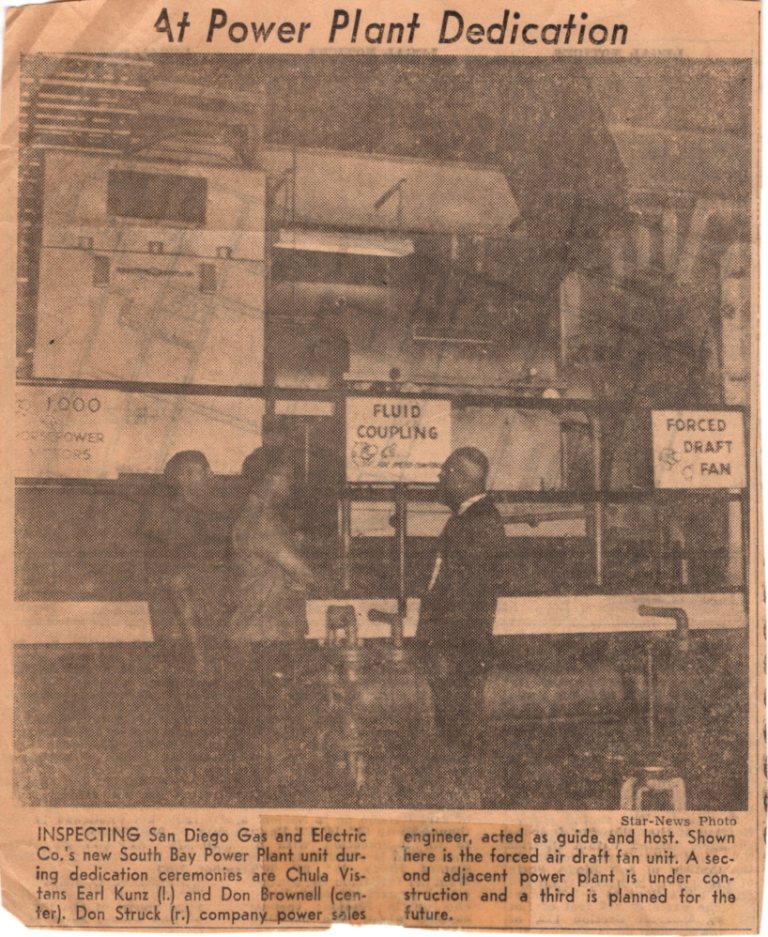 At Power Plant Dedication
1,000
HORSEPOWER
MOTORS
FLUID
COUPLING
FORCED
DRAFT
FAN
Star-News Photo
INSPECTING San Diego Gas and Electric
Co.'s new South Bay Power Plant unit dur-
ing dedication ceremonies are Chula Vis-
tans Earl Kunz (l.) and Don Brownell (cen-
ter). Don Struck (r.) company power sales
engineer, acted as guide and host. Shown
here is the forced air draft fan unit. A sec-
ond adjacent power plant is under con-
struction and a third is planned for the
future.